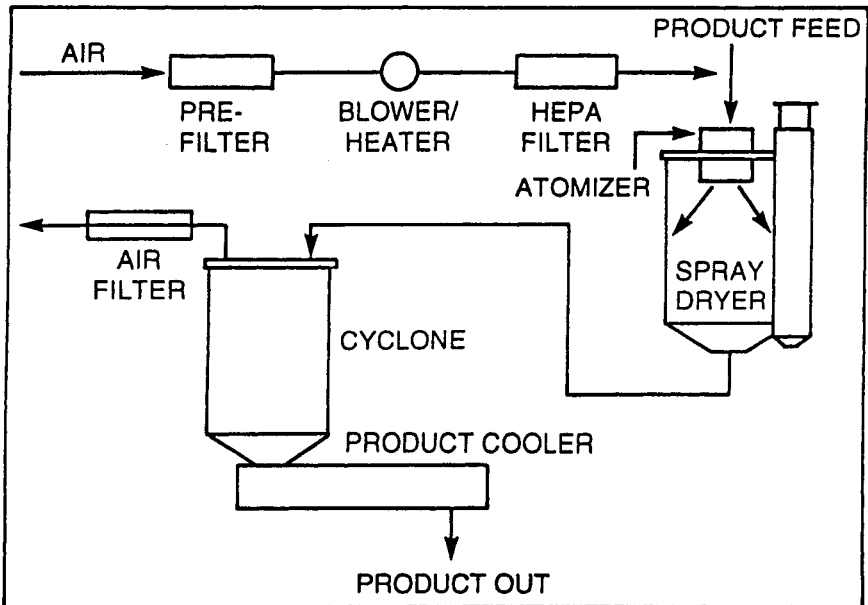 PRODUCT FEED
AIR
PRE-
FILTER
BLOWER/
HEATER
HEPA
FILTER
ATOMIZER
AIR
FILTER
SPRAY
DRYER
CYCLONE
PRODUCT COOLER
PRODUCT OUT